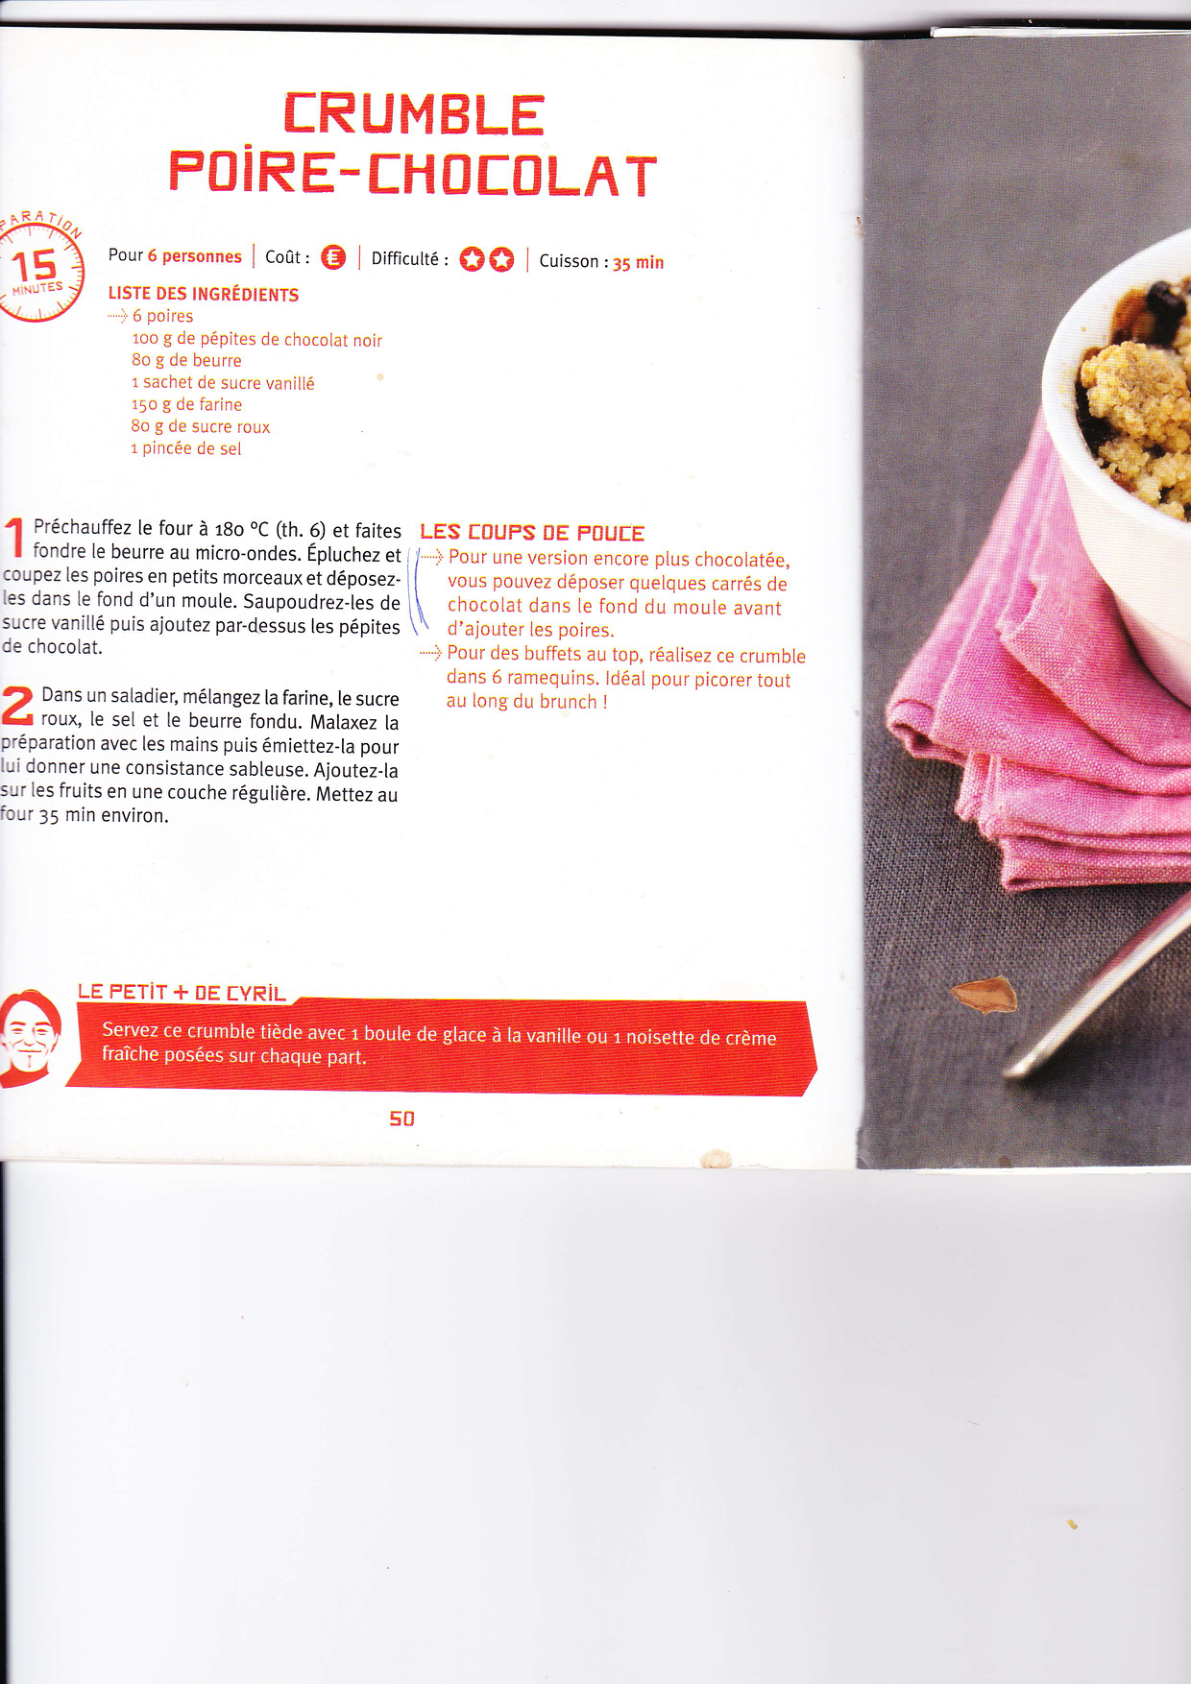 CRUMBLE
POIRE-CHOCOLAT
PARATION
15
MINUTES
Pour 6 personnes | Coût : € | Difficulté : | Cuisson : 35 min
LISTE DES INGRÉDIENTS
6 poires
100 g de pépites de chocolat noir
80 g de beurre
1 sachet de sucre vanillé
150 g de farine
80 g de sucre roux
1 pincée de sel
1 Préchauffez le four à 180 °C (th. 6) et faites
fondre le beurre au micro-ondes. Épluchez et
coupez les poires en petits morceaux et déposez-
les dans le fond d'un moule. Saupoudrez-les de
sucre vanillé puis ajoutez par-dessus les pépites
de chocolat.
2 Dans un saladier, mélangez la farine, le sucre
roux, le sel et le beurre fondu. Malaxez la
préparation avec les mains puis émiettez-la pour
lui donner une consistance sableuse. Ajoutez-la
sur les fruits en une couche régulière. Mettez au
four 35 min environ.
LES COUPS DE POUCE
Pour une version encore plus chocolatée,
vous pouvez déposer quelques carrés de
chocolat dans le fond du moule avant
d'ajouter les poires.
Pour des buffets au top, réalisez ce crumble
dans 6 ramequins. Idéal pour picorer tout
au long du brunch !
LE PETIT + DE CYRIL
Servez ce crumble tiède avec 1 boule de glace à la vanille ou 1 noisette de crème
fraîche posées sur chaque part.
50